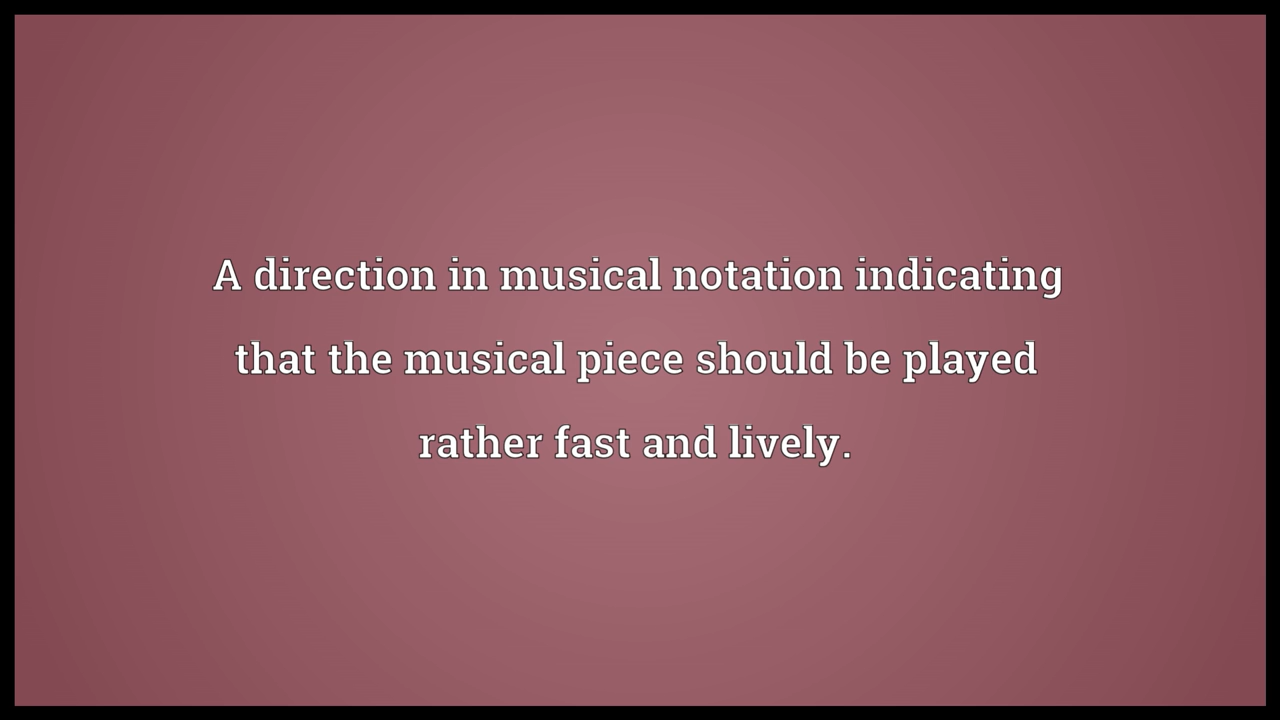 A direction in musical notation indicating
that the musical piece should be played
rather fast and lively.